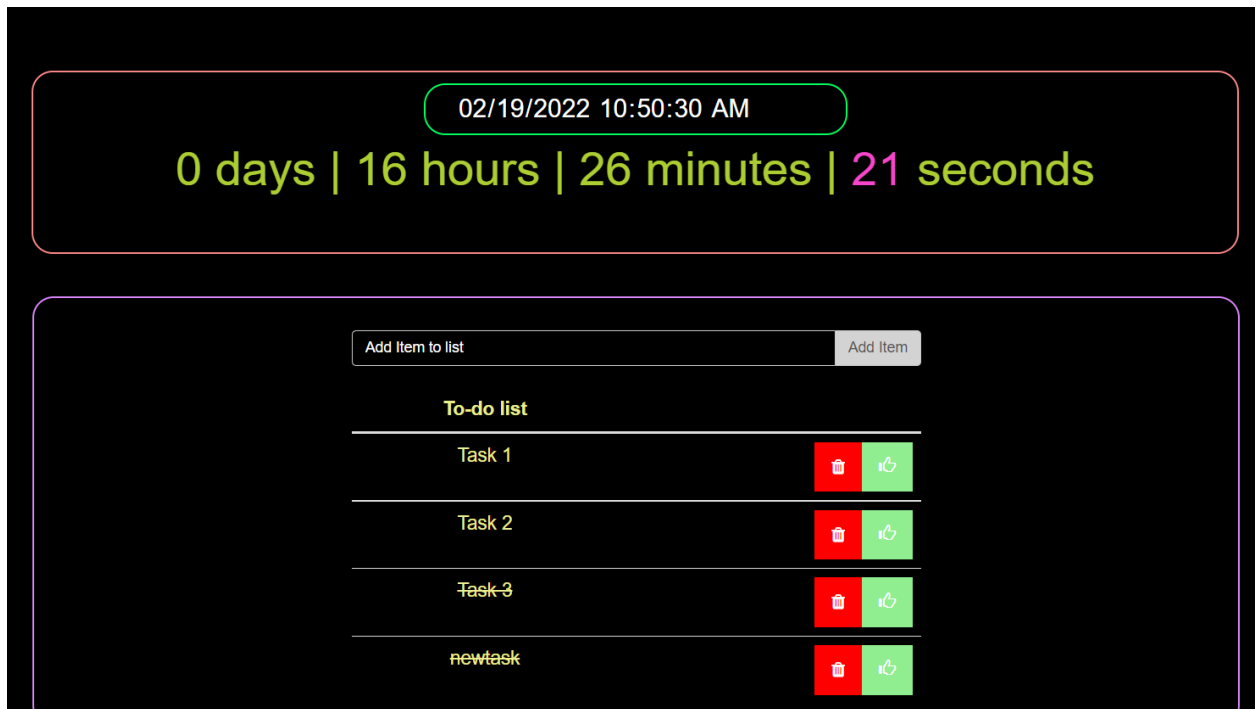 02/19/2022 10:50:30 AM
0 days | 16 hours | 26 minutes | 21 seconds
Add Item to list Add Item
To-do list
Task 1
Task 2
Task 3
newtask